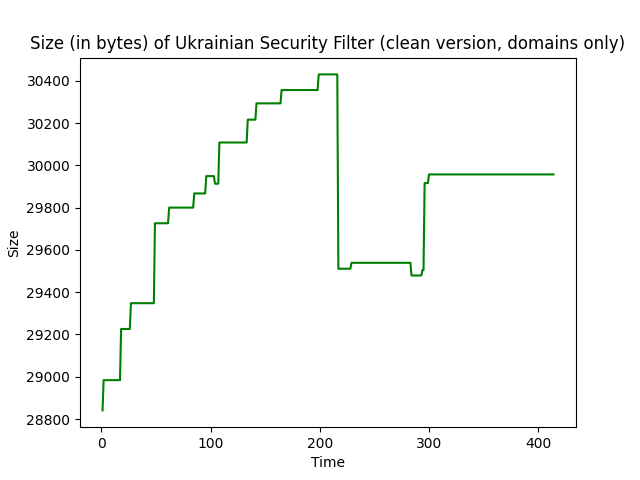 Size (in bytes) of Ukrainian Security Filter (clean version, domains only)
30400
30200
30000
29800
29600
29400
29200
29000
28800
Size
0 100 200 300 400
Time